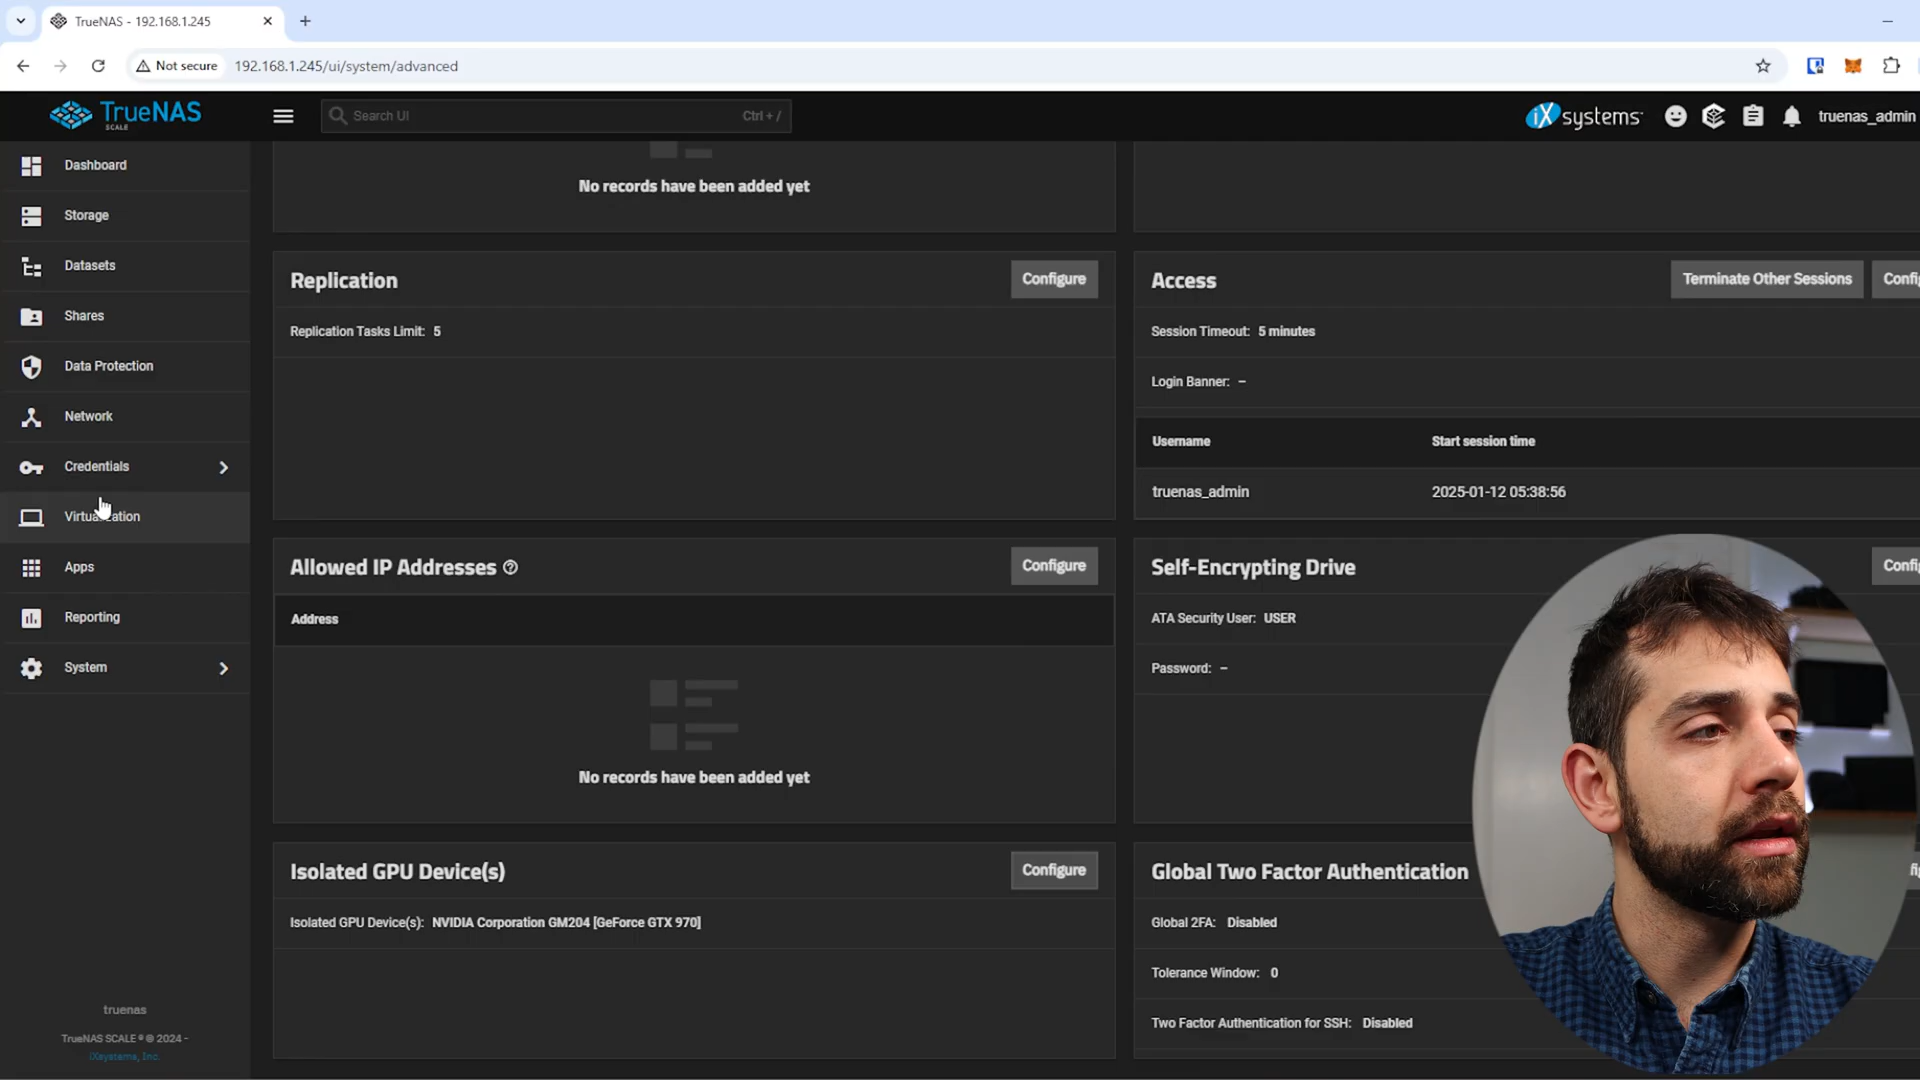 TrueNAS - 192.168.1.245
Not secure
192.168.1.245/ui/system/advanced
TrueNAS
SCALE
Search UI
Ctrl + /
iXsystems
truenas_admin
Dashboard
Storage
Datasets
Shares
Data Protection
Network
Credentials
Virtualization
Apps
Reporting
System
truenas
TrueNAS SCALE ® © 2024 -
iXsystems, Inc.
No records have been added yet
Replication
Configure
Replication Tasks Limit: 5
Access
Terminate Other Sessions
Session Timeout: 5 minutes
Login Banner: –
Username
Start session time
truenas_admin
2025-01-12 05:38:56
Allowed IP Addresses
Configure
Address
No records have been added yet
Self-Encrypting Drive
ATA Security User: USER
Password: –
Isolated GPU Device(s)
Configure
Isolated GPU Device(s): NVIDIA Corporation GM204 [GeForce GTX 970]
Global Two Factor Authentication
Global 2FA: Disabled
Tolerance Window: 0
Two Factor Authentication for SSH: Disabled